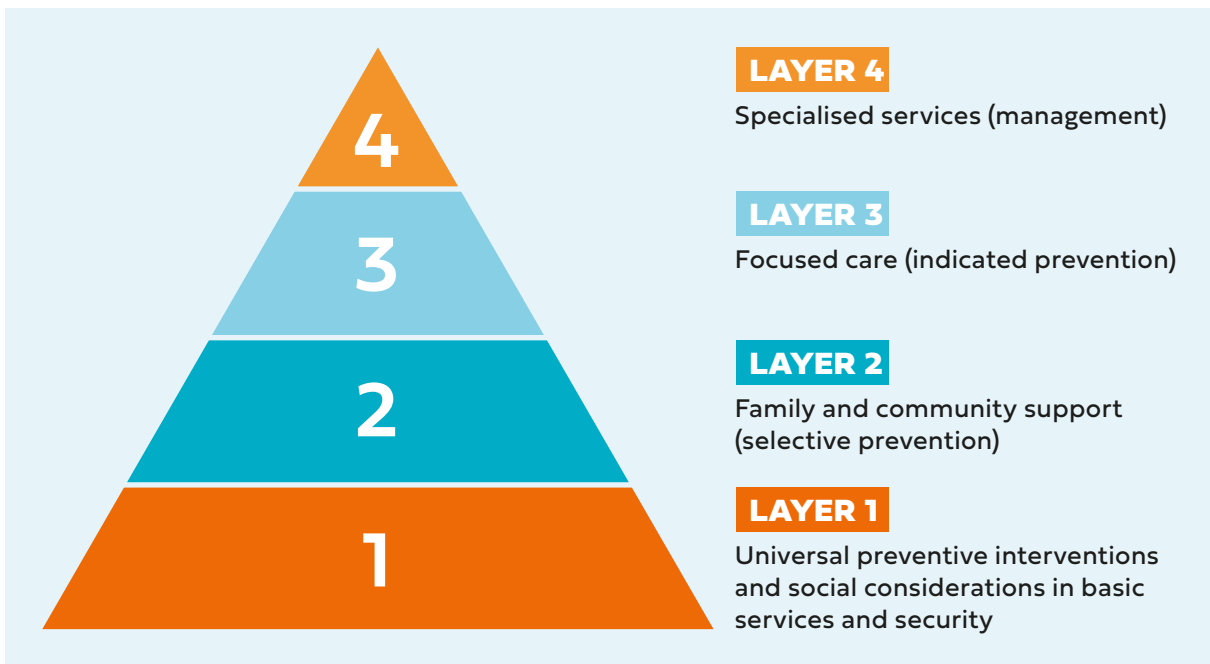 4
LAYER 4
Specialised services (management)
3
LAYER 3
Focused care (indicated prevention)
2
LAYER 2
Family and community support
(selective prevention)
1
LAYER 1
Universal preventive interventions
and social considerations in basic
services and security